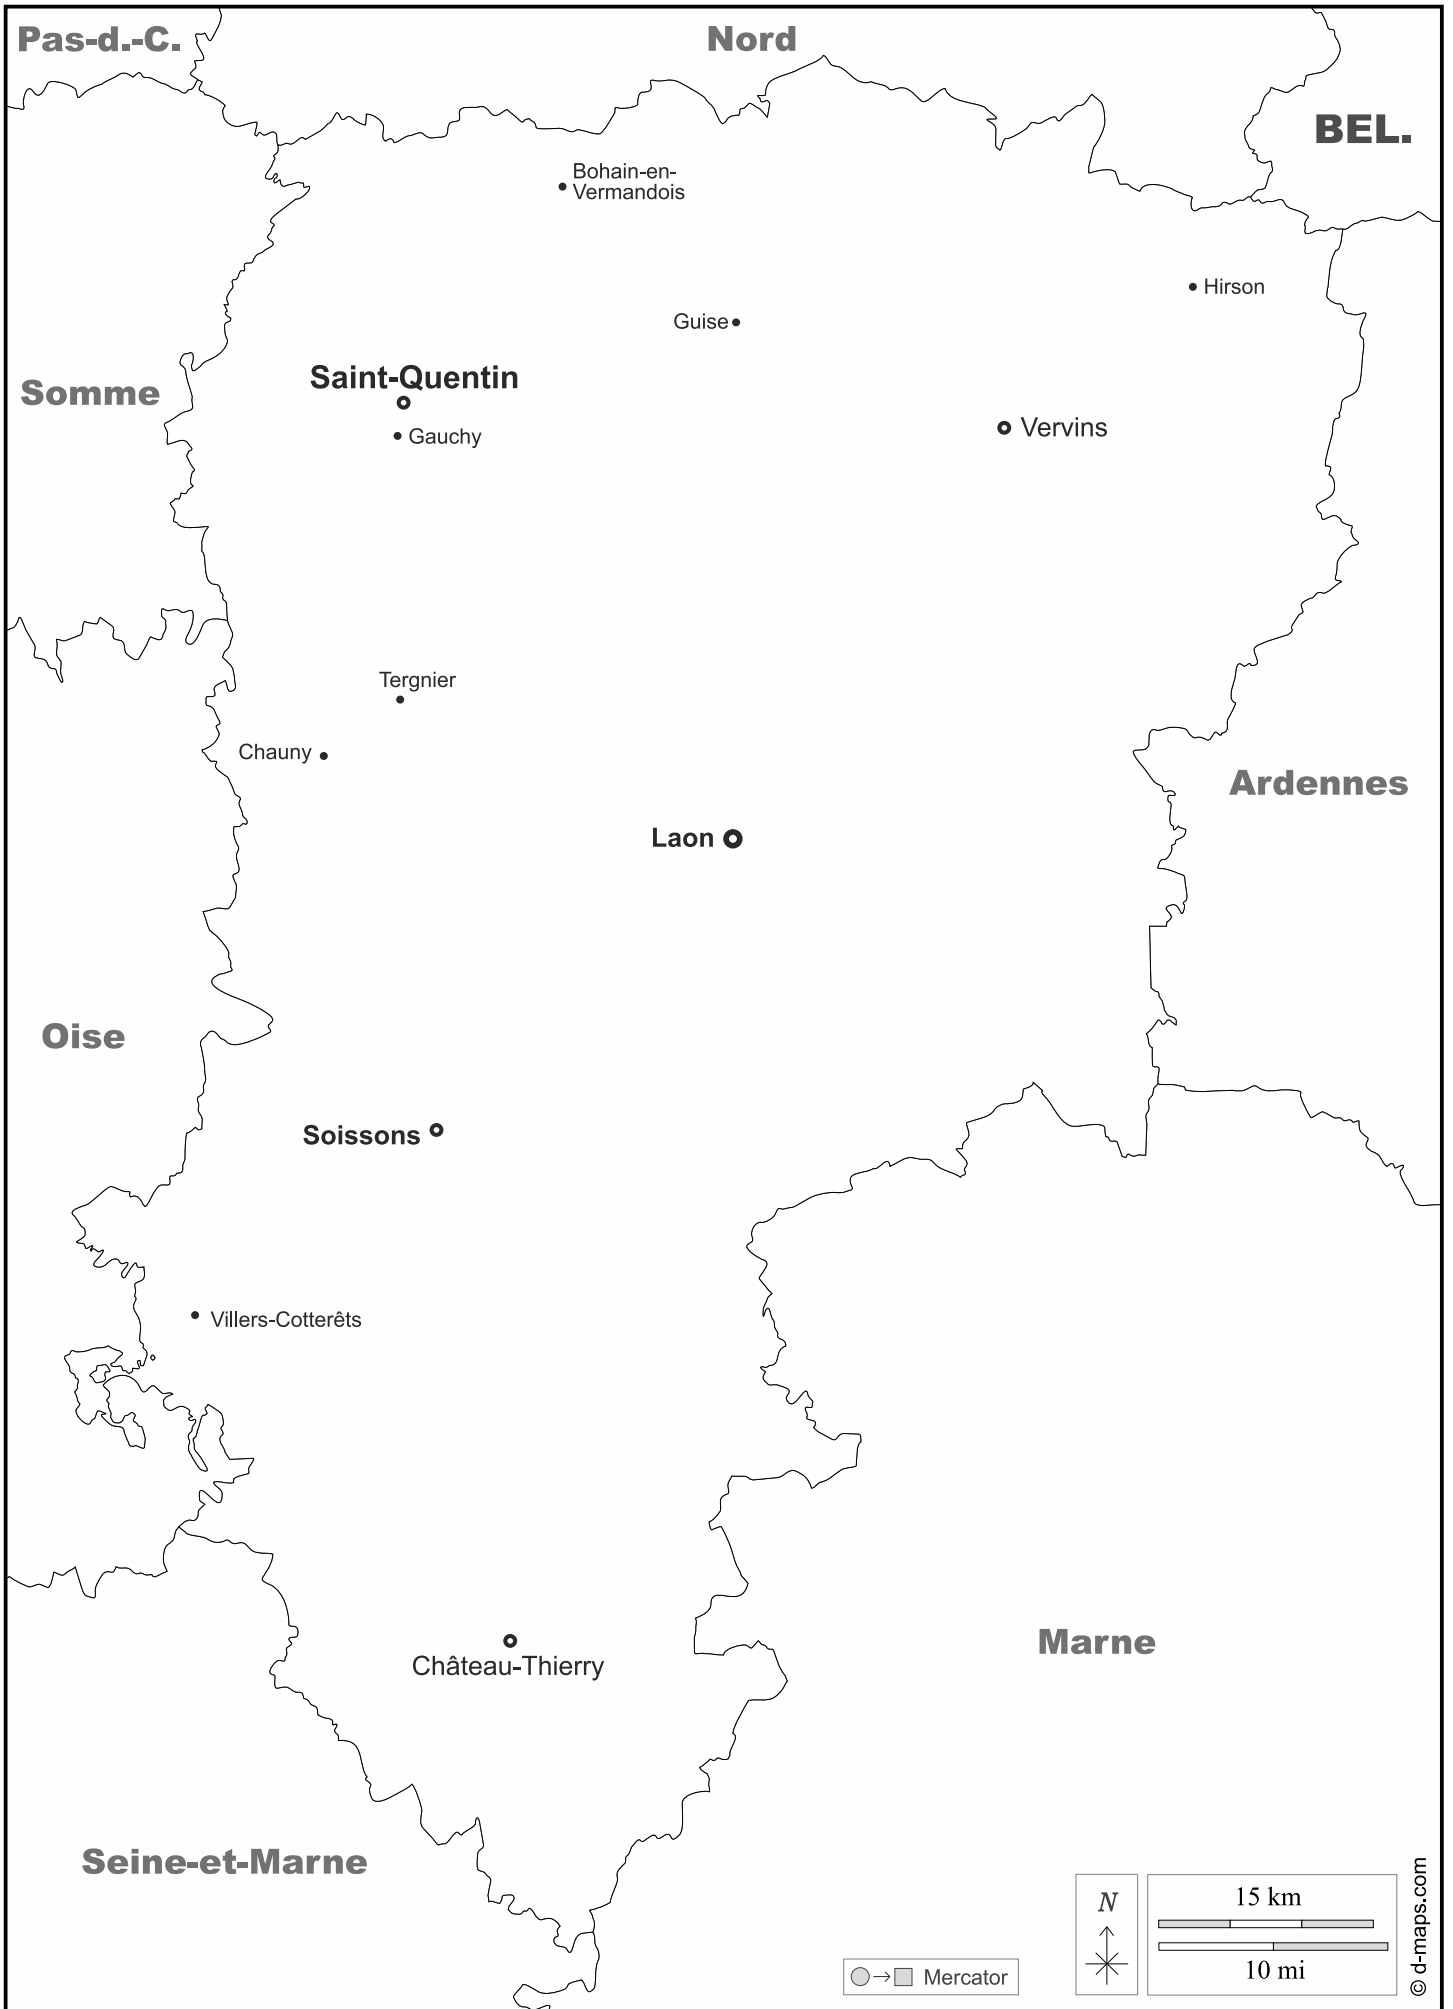 Pas-d.-C.
Nord
BEL.
Bohain-en-
Vermandois
Hirson
Guise
Saint-Quentin
Somme
Gauchy
Vervins
Tergnier
Chauny
Ardennes
Laon
Oise
Soissons
Villers-Cotterêts
Marne
Château-Thierry
Seine-et-Marne
N
15 km
10 mi
Mercator
© d-maps.com